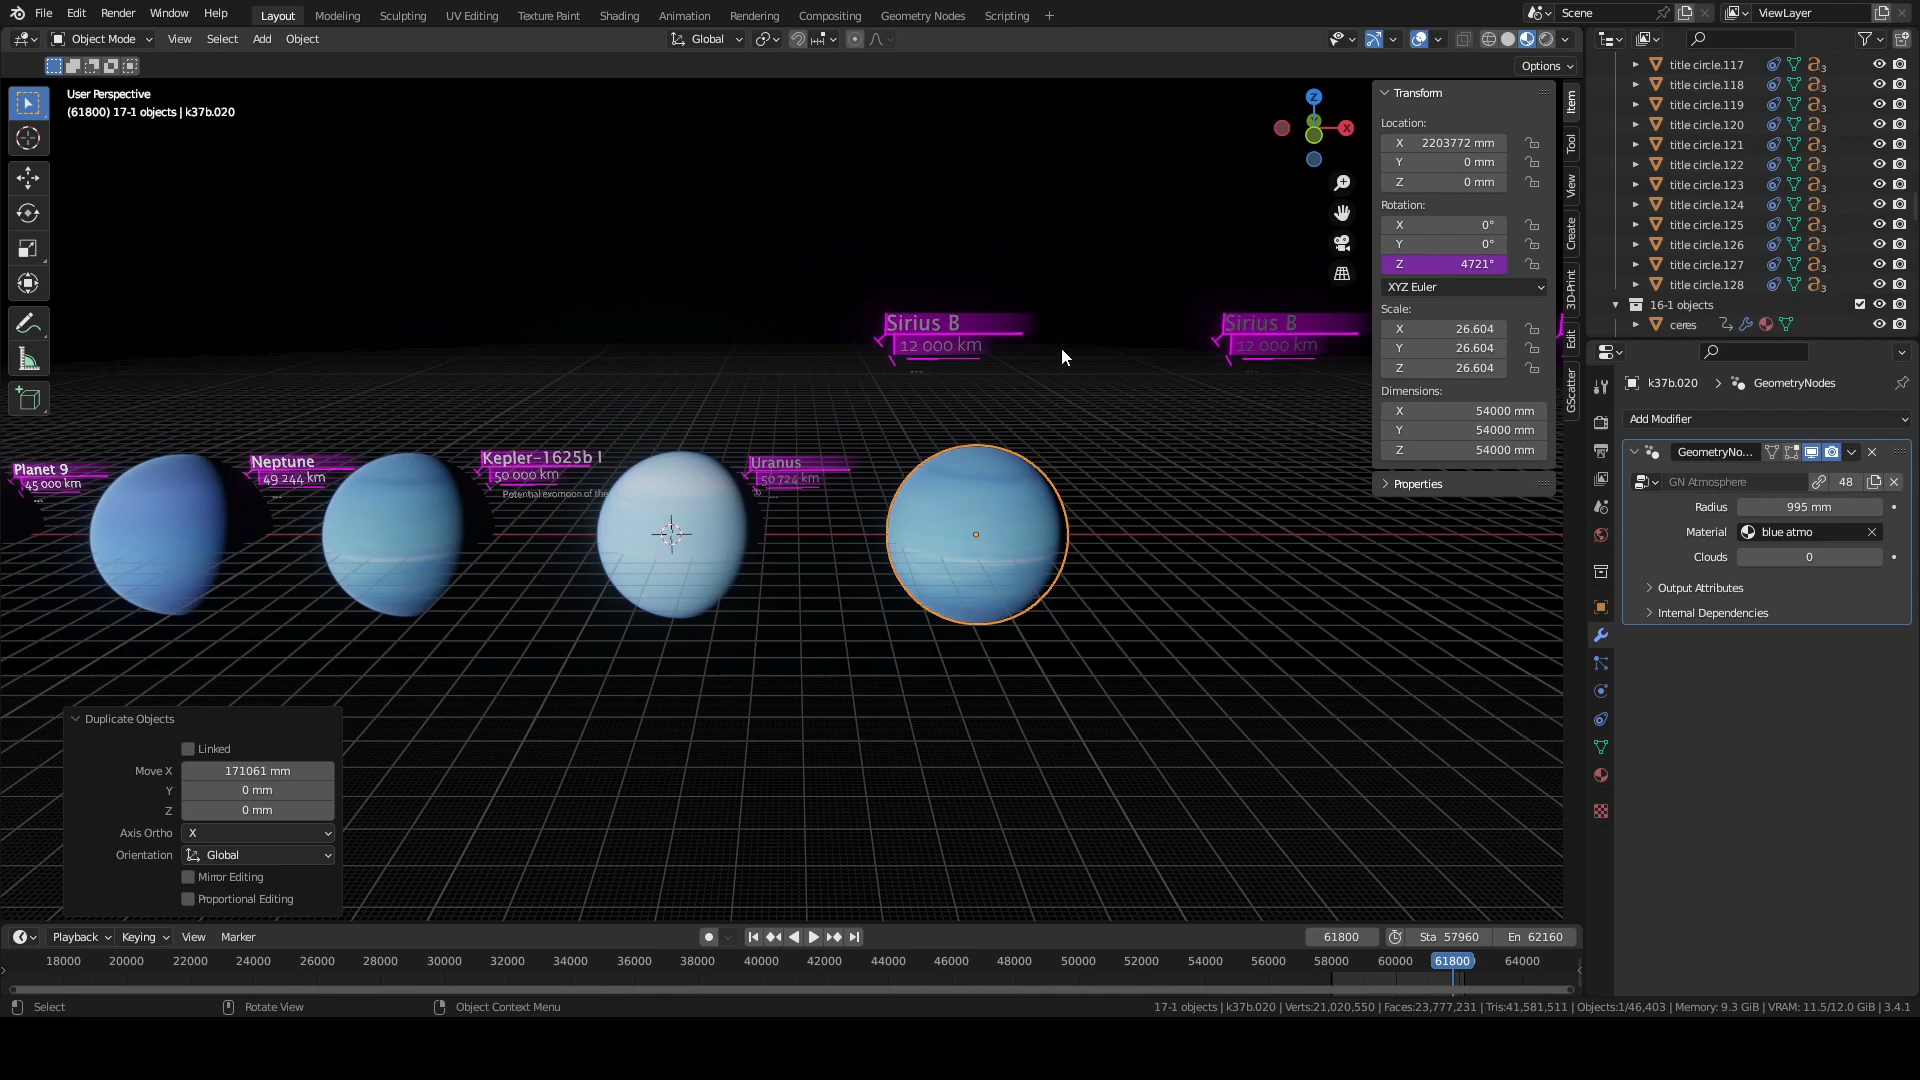 File Edit Render Window Help Layout Modeling Sculpting UV Editing Texture Paint Shading Animation Rendering Compositing Geometry Nodes Scripting + Scene ViewLayer
Object Mode View Select Add Object Global
Options
User Perspective
(61800) 17-1 objects | k37b.020
Planet 9
45 000 km
Neptune
49 244 km
Kepler-1625b I
50 000 km
Potential exomoon of the
Uranus
50 724 km
Sirius B
12 000 km
Sirius B
12 000 km
Transform
Location:
X 2203772 mm
Y 0 mm
Z 0 mm
Rotation:
X 0°
Y 0°
Z 4721°
XYZ Euler
Scale:
X 26.604
Y 26.604
Z 26.604
Dimensions:
X 54000 mm
Y 54000 mm
Z 54000 mm
Properties
Item
Tool
View
Create
3D-Print
Edit
GScatter
title circle.117
title circle.118
title circle.119
title circle.120
title circle.121
title circle.122
title circle.123
title circle.124
title circle.125
title circle.126
title circle.127
title circle.128
16-1 objects
ceres
k37b.020 > GeometryNodes
Add Modifier
GeometryNo...
GN Atmosphere 48
Radius 995 mm
Material blue atmo
Clouds 0
Output Attributes
Internal Dependencies
Duplicate Objects
Linked
Move X 171061 mm
Y 0 mm
Z 0 mm
Axis Ortho X
Orientation Global
Mirror Editing
Proportional Editing
Playback Keying View Marker 61800 Sta 57960 En 62160
18000 20000 22000 24000 26000 28000 30000 32000 34000 36000 38000 40000 42000 44000 46000 48000 50000 52000 54000 56000 58000 60000 61800 64000
Select Rotate View Object Context Menu 17-1 objects | k37b.020 | Verts:21,020,550 | Faces:23,777,231 | Tris:41,581,511 | Objects:1/46,403 | Memory: 9.3 GiB | VRAM: 11.5/12.0 GiB | 3.4.1